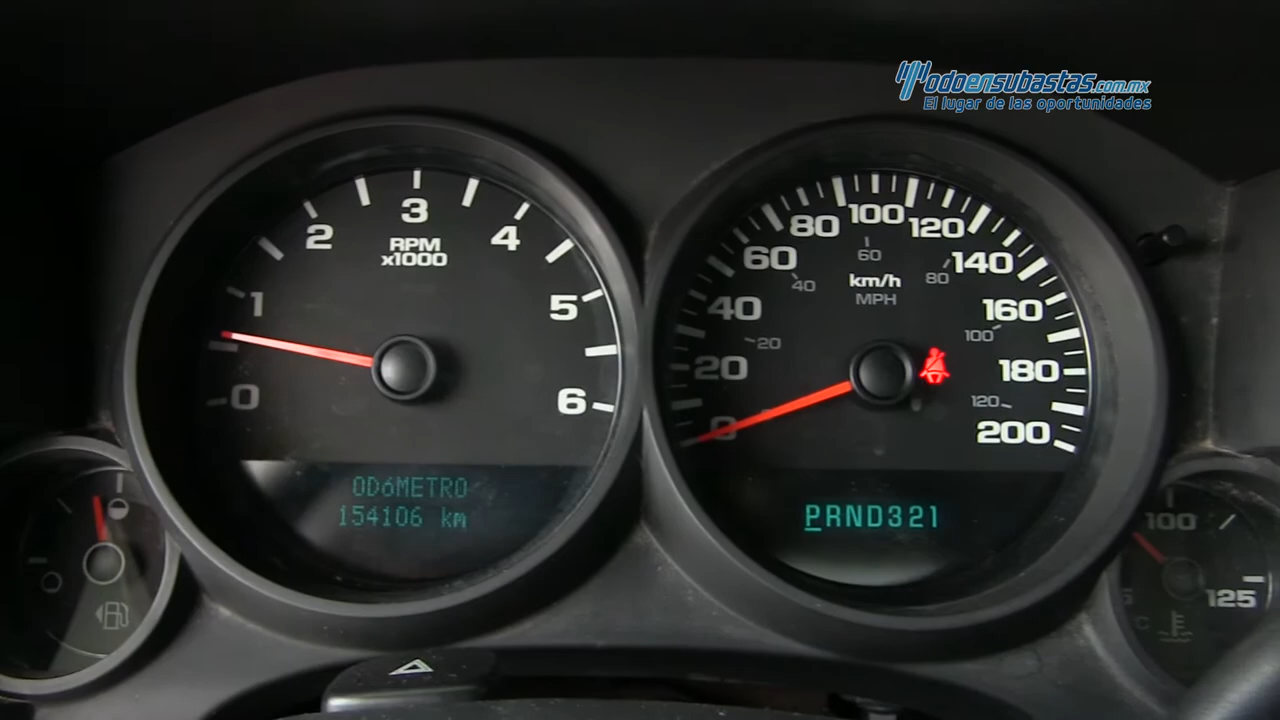 Todoensubastas.com.mx
El lugar de las oportunidades
0 1 2 3 4 5 6
RPM
x1000
0 20 40 60 80 100 120 140 160 180 200
20 40 60 80 100 120
km/h
MPH
ODóMETRO
154106 km
PRND321
100
125